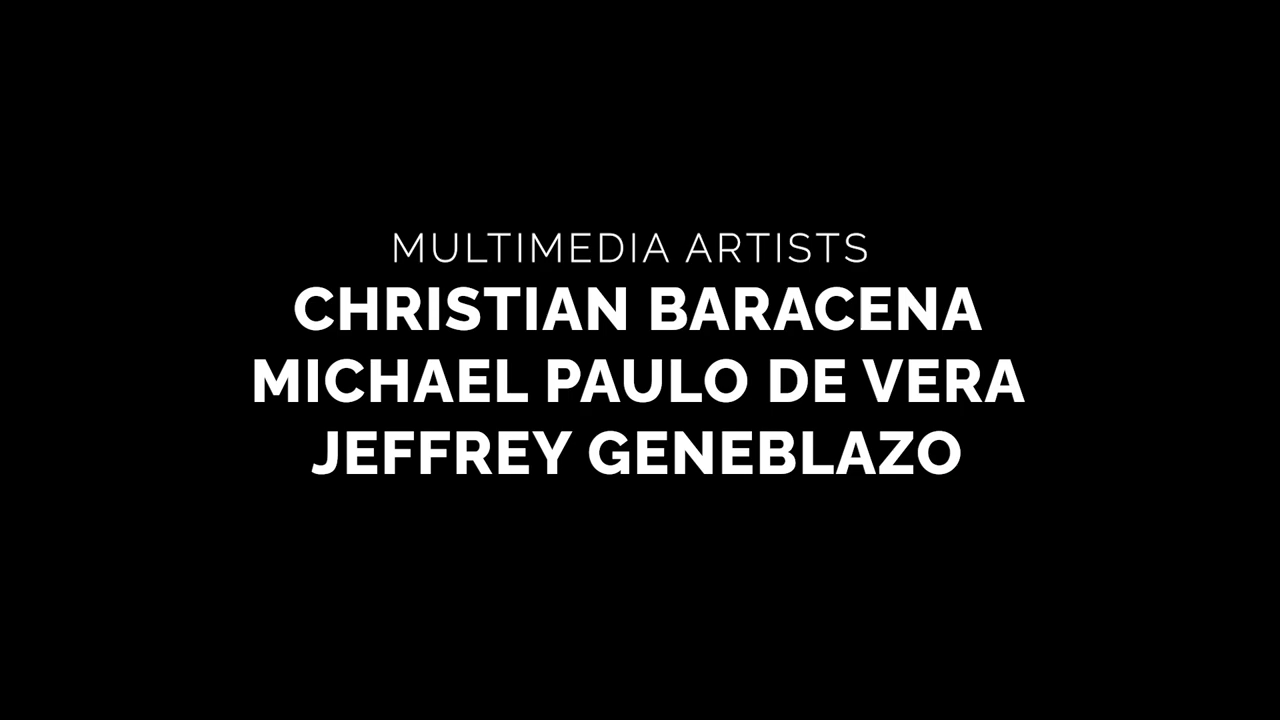 MULTIMEDIA ARTISTS
CHRISTIAN BARACENA
MICHAEL PAULO DE VERA
JEFFREY GENEBLAZO